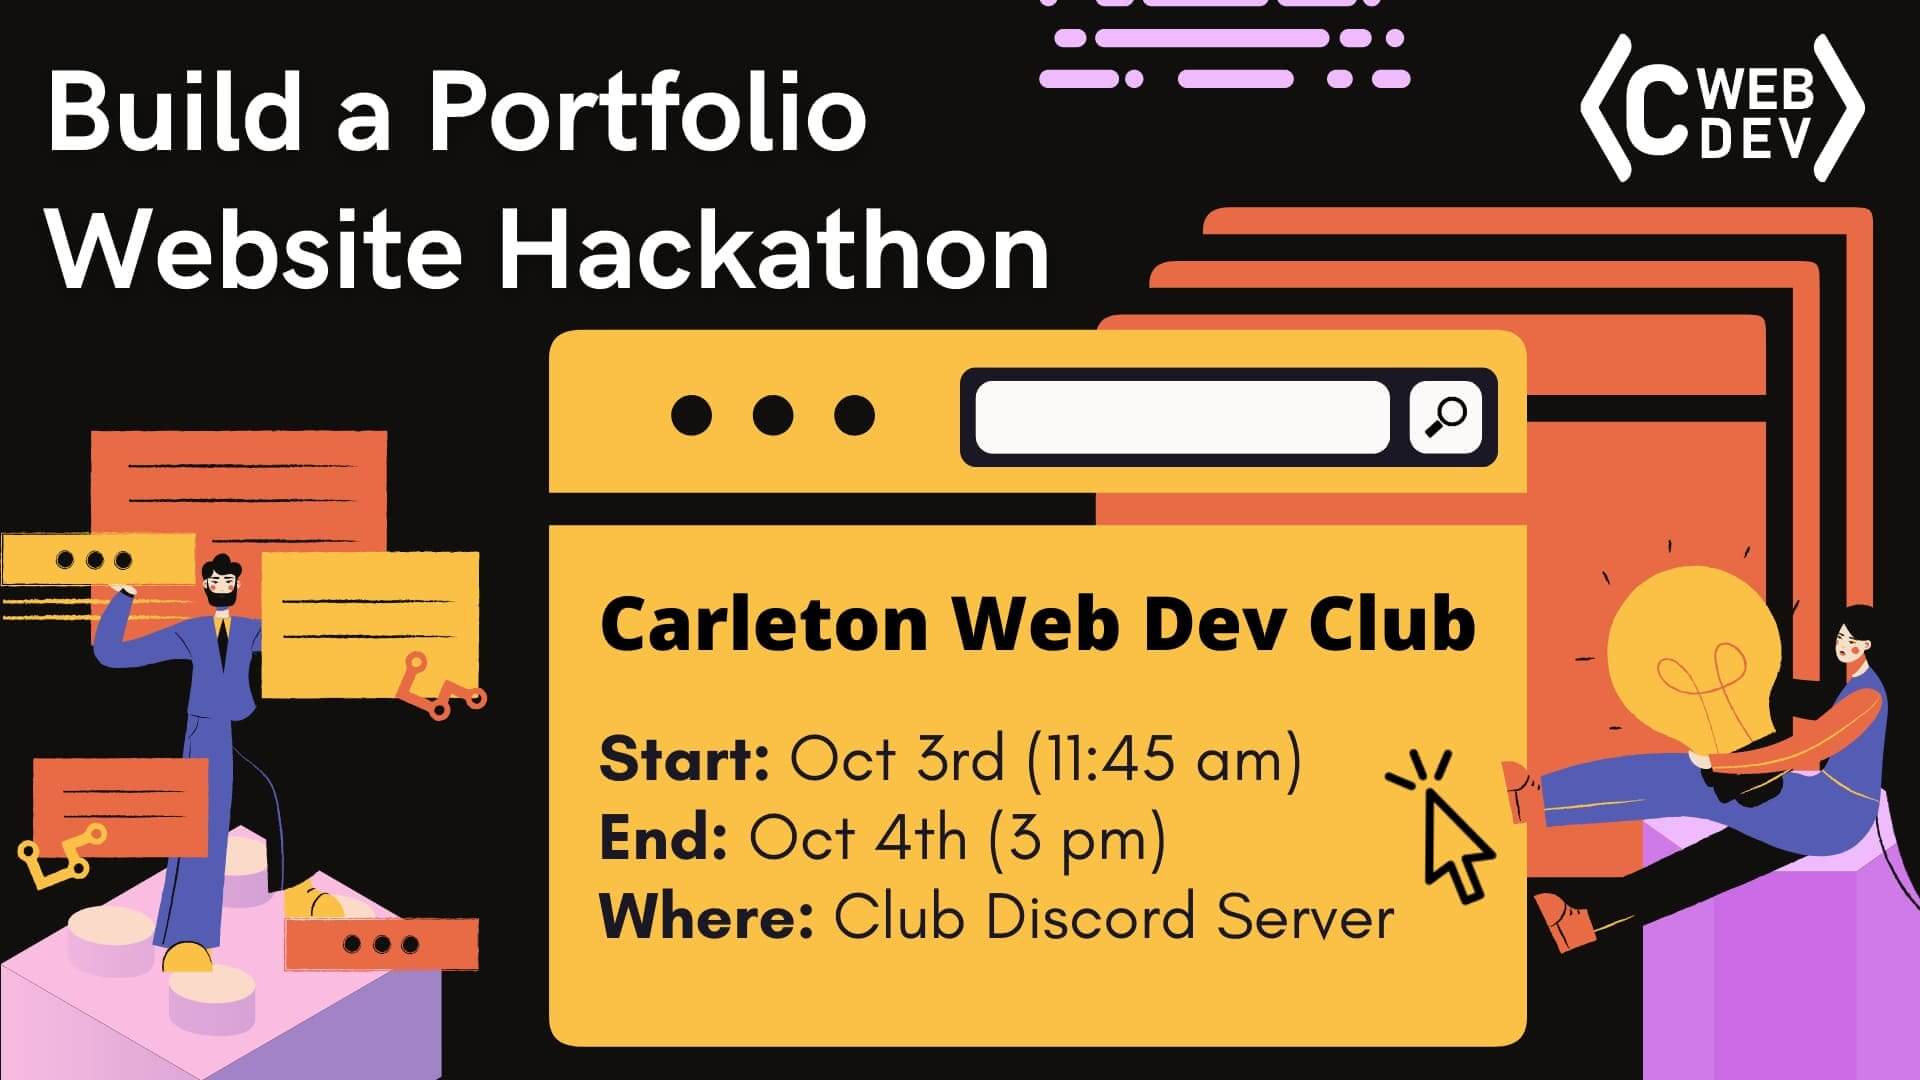 Build a Portfolio
Website Hackathon
C WEB
DEV
Carleton Web Dev Club
Start: Oct 3rd (11:45 am)
End: Oct 4th (3 pm)
Where: Club Discord Server